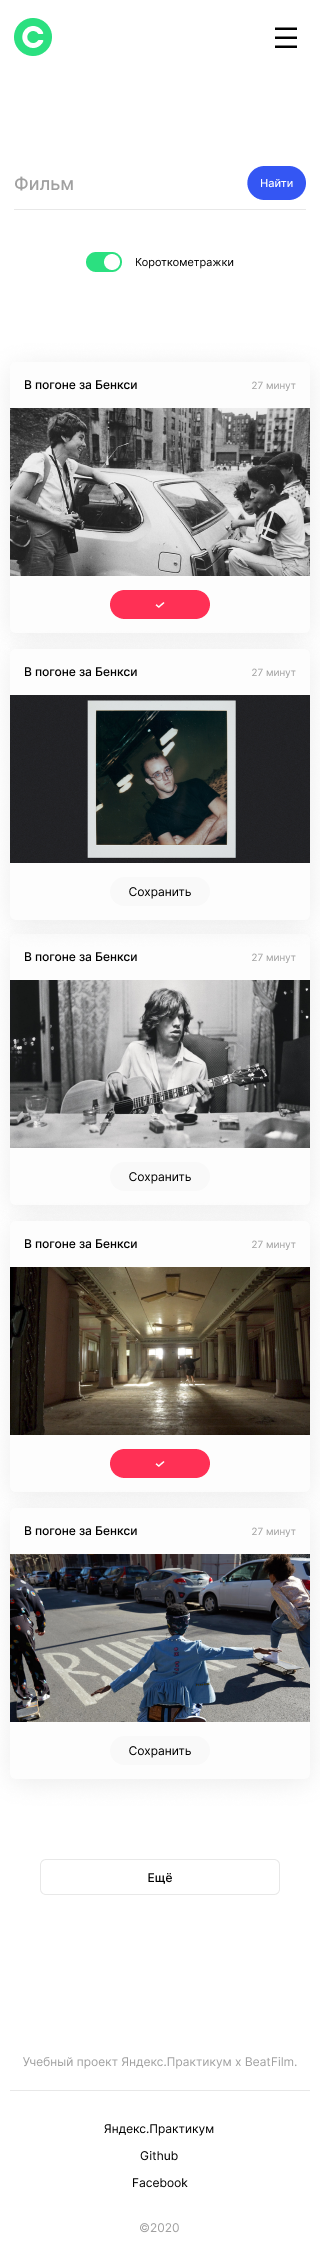 Фильм
Найти
Короткометражки
В погоне за Бенкси 27 минут
В погоне за Бенкси 27 минут
Сохранить
В погоне за Бенкси 27 минут
Сохранить
В погоне за Бенкси 27 минут
В погоне за Бенкси 27 минут
Сохранить
Ещё
Учебный проект Яндекс.Практикум х BeatFilm.
Яндекс.Практикум
Github
Facebook
©2020